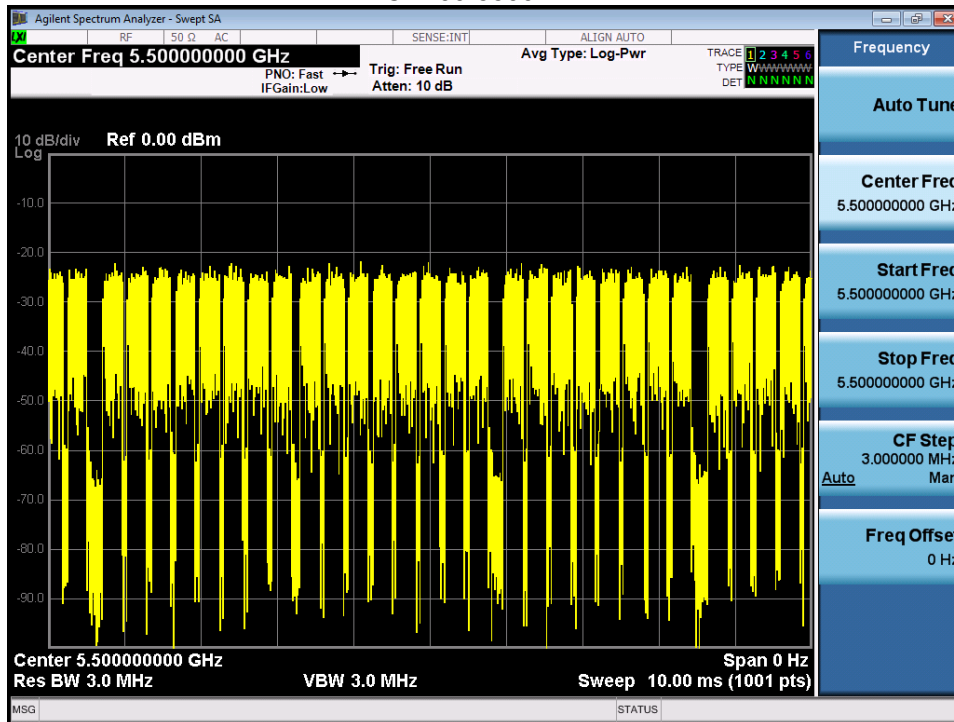 Agilent Spectrum Analyzer - Swept SA
LXI RF 50 Ω AC SENSE:INT ALIGN AUTO
Center Freq 5.500000000 GHz
PNO: Fast
IFGain:Low
Trig: Free Run
Atten: 10 dB
Avg Type: Log-Pwr
TRACE 1 2 3 4 5 6
TYPE WWWWWW
DET N N N N N N
10 dB/div Ref 0.00 dBm
Log
-10.0
-20.0
-30.0
-40.0
-50.0
-60.0
-70.0
-80.0
-90.0
Center 5.500000000 GHz Span 0 Hz
Res BW 3.0 MHz VBW 3.0 MHz Sweep 10.00 ms (1001 pts)
MSG STATUS
Frequency
Auto Tune
Center Freq
5.500000000 GHz
Start Freq
5.500000000 GHz
Stop Freq
5.500000000 GHz
CF Step
3.000000 MHz
Auto Man
Freq Offset
0 Hz